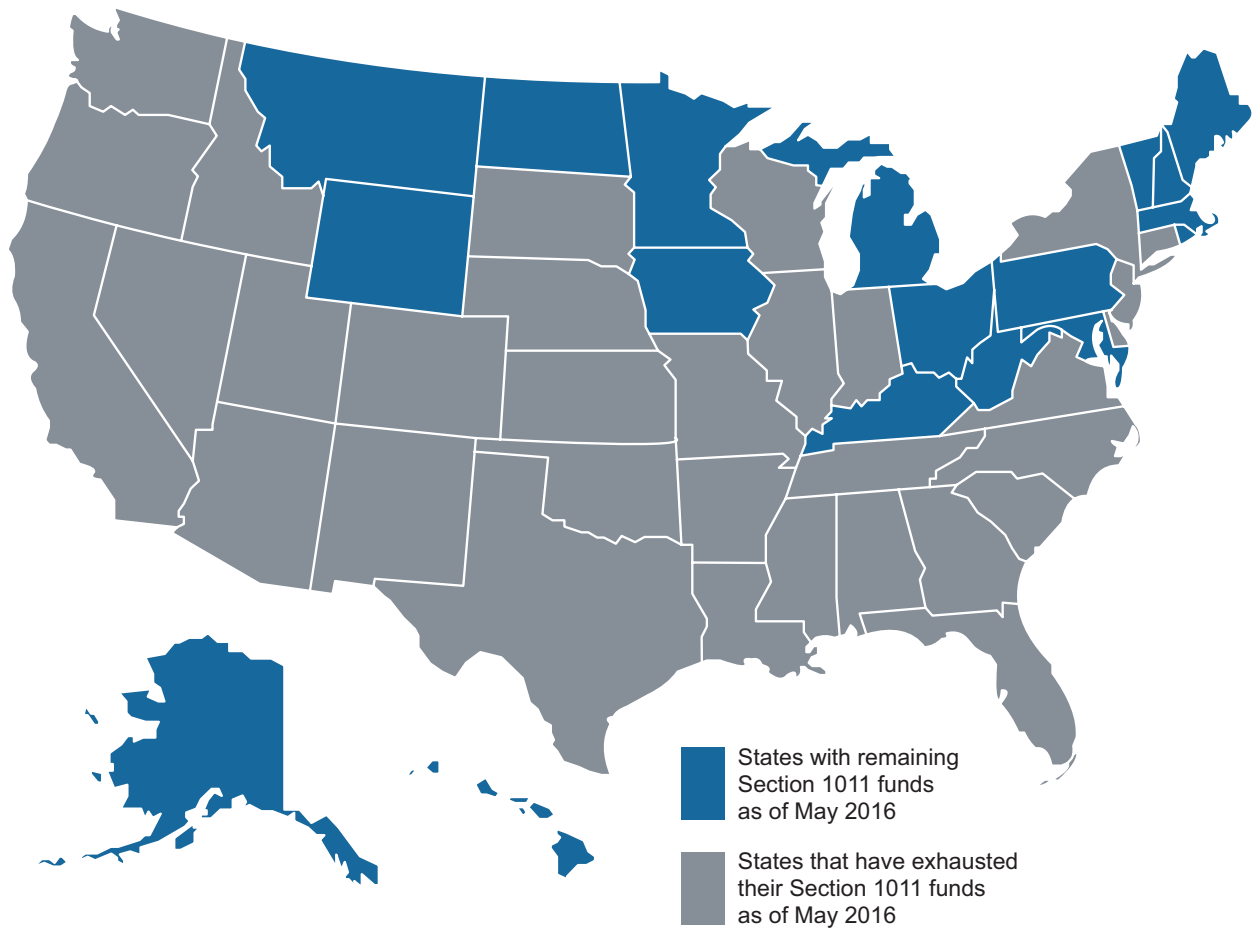 States with remaining
Section 1011 funds
as of May 2016
States that have exhausted
their Section 1011 funds
as of May 2016